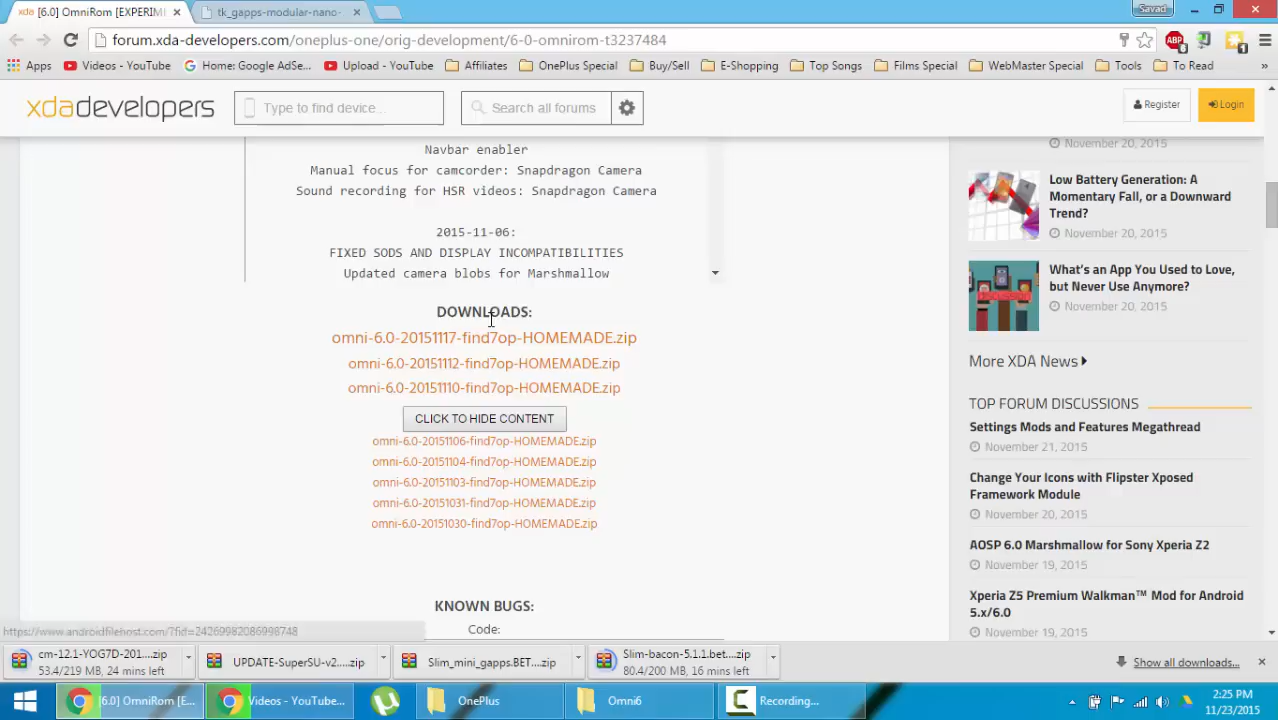 xda [6.0] OmniRom [EXPERIM
tk_gapps-modular-nano-
Savad
forum.xda-developers.com/oneplus-one/orig-development/6-0-omnirom-t3237484
Apps
Videos - YouTube
Home: Google AdSe...
Upload - YouTube
Affiliates
OnePlus Special
Buy/Sell
E-Shopping
Top Songs
Films Special
WebMaster Special
Tools
To Read
»
xdadevelopers
Type to find device...
Search all forums
Register
Login
Navbar enabler
Manual focus for camcorder: Snapdragon Camera
Sound recording for HSR videos: Snapdragon Camera
2015-11-06:
FIXED SODS AND DISPLAY INCOMPATIBILITIES
Updated camera blobs for Marshmallow
DOWNLOADS:
omni-6.0-20151117-find7op-HOMEMADE.zip
omni-6.0-20151112-find7op-HOMEMADE.zip
omni-6.0-20151110-find7op-HOMEMADE.zip
CLICK TO HIDE CONTENT
omni-6.0-20151106-find7op-HOMEMADE.zip
omni-6.0-20151104-find7op-HOMEMADE.zip
omni-6.0-20151103-find7op-HOMEMADE.zip
omni-6.0-20151031-find7op-HOMEMADE.zip
omni-6.0-20151030-find7op-HOMEMADE.zip
KNOWN BUGS:
Code:
November 20, 2015
Low Battery Generation: A
Momentary Fall, or a Downward
Trend?
November 20, 2015
What's an App You Used to Love,
but Never Use Anymore?
November 20, 2015
More XDA News
TOP FORUM DISCUSSIONS
Settings Mods and Features Megathread
November 21, 2015
Change Your Icons with Flipster Xposed
Framework Module
November 20, 2015
AOSP 6.0 Marshmallow for Sony Xperia Z2
November 19, 2015
Xperia Z5 Premium Walkman™ Mod for Android
5.x/6.0
November 19, 2015
https://www.androidfilehost.com/?fid=24269982086998748
cm-12.1-YOG7D-201....zip
53.4/219 MB, 24 mins left
UPDATE-SuperSU-v2....zip
Slim_mini_gapps.BET....zip
Slim-bacon-5.1.1.bet....zip
80.4/200 MB, 16 mins left
Show all downloads...
[6.0] OmniRom [E...
Videos - YouTube...
OnePlus
Omni6
Recording...
2:25 PM
11/23/2015